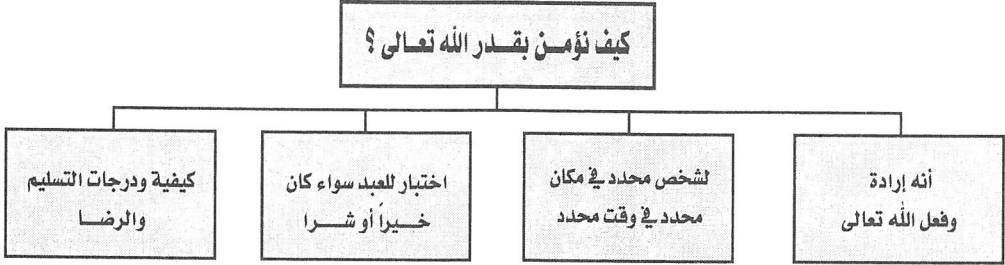 كيف نؤمن بقدر الله تعالى ؟
أنه إرادة
وفعل الله تعالى
لشخص محدد في مكان
محدد في وقت محدد
اختبار للعبد سواء كان
خيراً أو شرا
كيفية ودرجات التسليم
والرضا